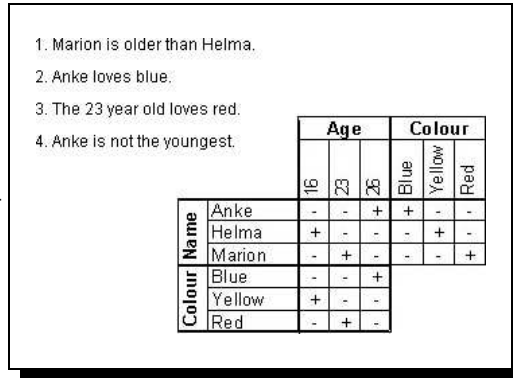 1. Marion is older than Helma.
2. Anke loves blue.
3. The 23 year old loves red.
4. Anke is not the youngest.
Age Colour
16 23 26 Blue Yellow Red
Name
Anke - - + + - -
Helma + - - - + -
Marion - + - - - +
Colour
Blue - - +
Yellow + - -
Red - + -